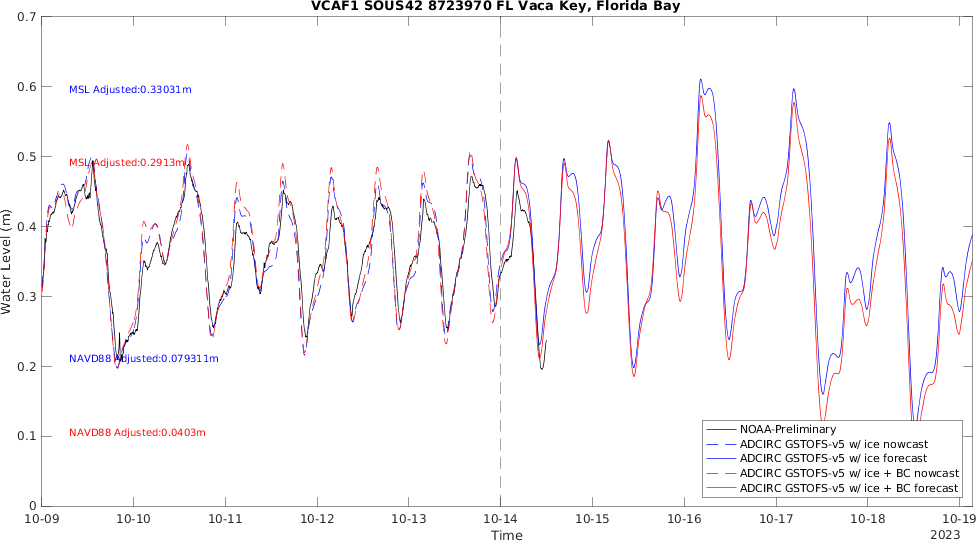 VCAF1 SOUS42 8723970 FL Vaca Key, Florida Bay
0.7
0.6
0.5
0.4
0.3
0.2
0.1
0
Water Level (m)
MSL Adjusted:0.33031m
MSL Adjusted:0.2913m
NAVD88 Adjusted:0.079311m
NAVD88 Adjusted:0.0403m
NOAA-Preliminary
ADCIRC GSTOFS-v5 w/ ice nowcast
ADCIRC GSTOFS-v5 w/ ice forecast
ADCIRC GSTOFS-v5 w/ ice + BC nowcast
ADCIRC GSTOFS-v5 w/ ice + BC forecast
10-09 10-10 10-11 10-12 10-13 10-14 10-15 10-16 10-17 10-18 10-19
Time
2023